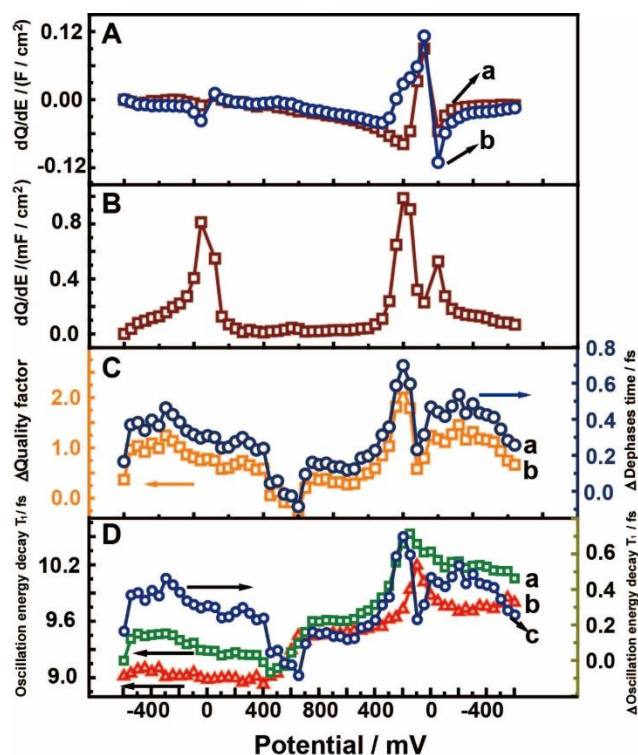 A
dQ/dE /(F / cm²)
0.12
0.00
-0.12
a
b
B
dQ/dE /(mF / cm²)
0.8
0.4
0.0
C
ΔQuality factor
2.0
1.0
0.0
0.8
0.6
0.4
0.2
0.0
ΔDephases time / fs
a
b
D
Oscillation energy decay T₁/ fs
10.2
9.6
9.0
0.6
0.4
0.2
0.0
ΔOscillation energy decay T₁ / fs
a
b
c
-400 0 400 800 400 0 -400
Potential / mV